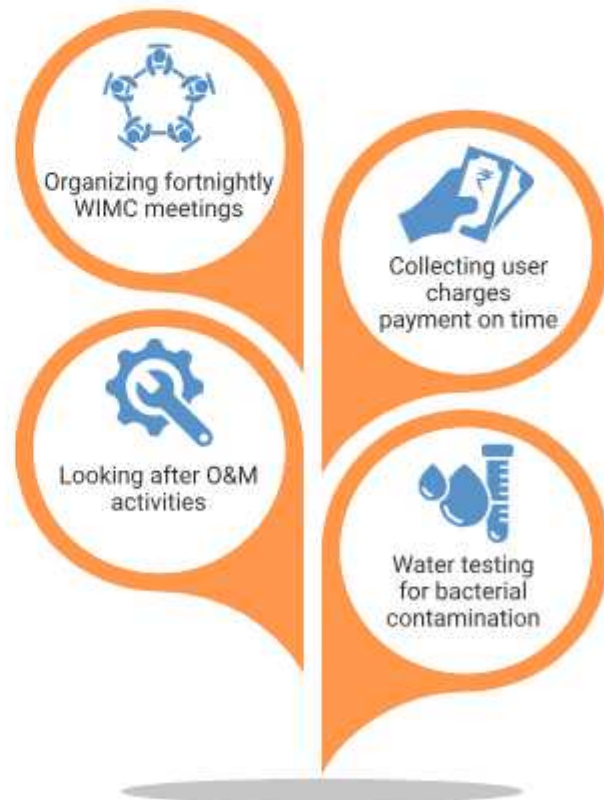 Organizing fortnightly
WIMC meetings
Collecting user
charges
payment on time
Looking after O&M
activities
Water testing
for bacterial
contamination